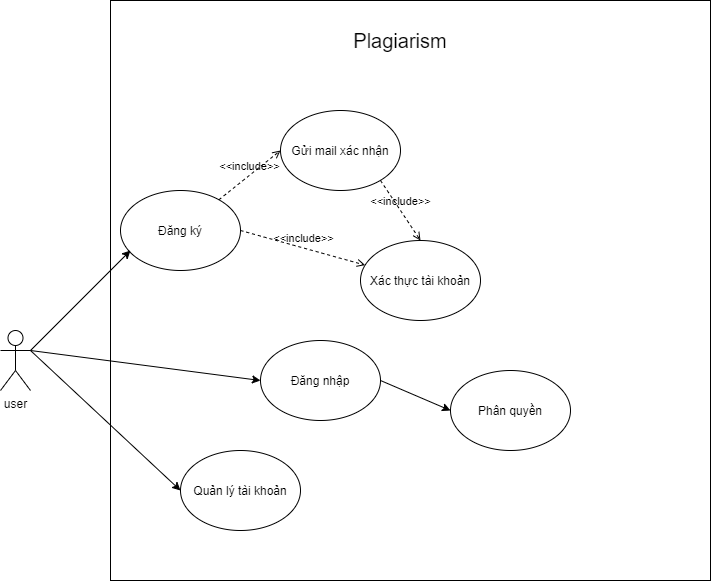 Plagiarism
Gửi mail xác nhận
<<include>>
<<include>>
Đăng ký
<<include>>
Xác thực tài khoản
user
Đăng nhập
Phân quyền
Quản lý tài khoản